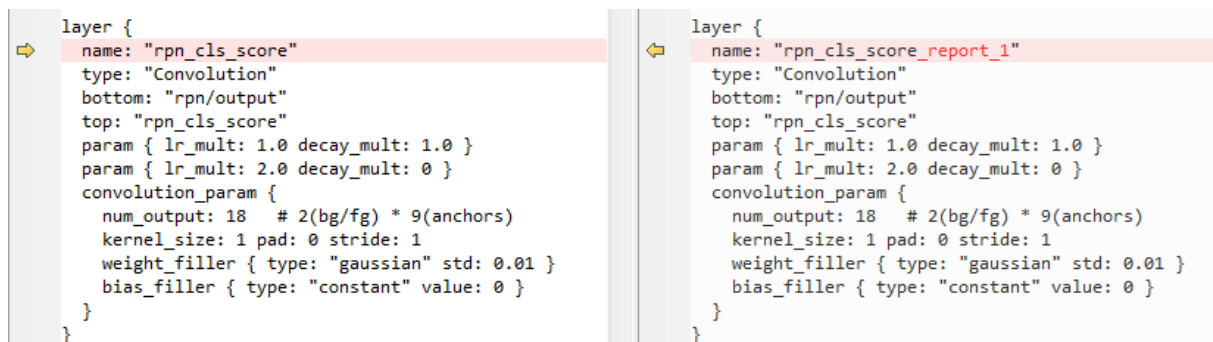 layer {
name: "rpn_cls_score"
type: "Convolution"
bottom: "rpn/output"
top: "rpn_cls_score"
param { lr_mult: 1.0 decay_mult: 1.0 }
param { lr_mult: 2.0 decay_mult: 0 }
convolution_param {
num_output: 18   # 2(bg/fg) * 9(anchors)
kernel_size: 1 pad: 0 stride: 1
weight_filler { type: "gaussian" std: 0.01 }
bias_filler { type: "constant" value: 0 }
}
}
layer {
name: "rpn_cls_score_report_1"
type: "Convolution"
bottom: "rpn/output"
top: "rpn_cls_score"
param { lr_mult: 1.0 decay_mult: 1.0 }
param { lr_mult: 2.0 decay_mult: 0 }
convolution_param {
num_output: 18   # 2(bg/fg) * 9(anchors)
kernel_size: 1 pad: 0 stride: 1
weight_filler { type: "gaussian" std: 0.01 }
bias_filler { type: "constant" value: 0 }
}
}